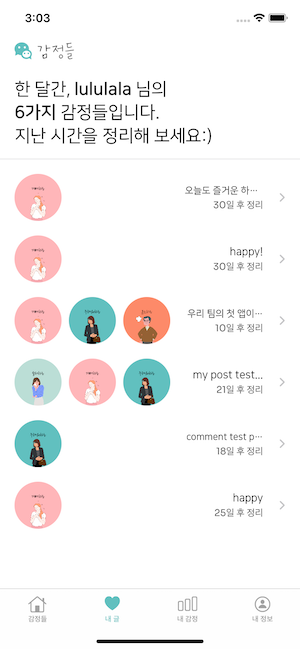 3:03
감정들
한 달간, lululala 님의
6가지 감정들입니다.
지난 시간을 정리해 보세요:)
오늘도 즐거운 하…
30일 후 정리
happy!
30일 후 정리
우리 팀의 첫 앱이…
10일 후 정리
my post test...
21일 후 정리
comment test p…
18일 후 정리
happy
25일 후 정리
감정들
내 글
내 감정
내 정보